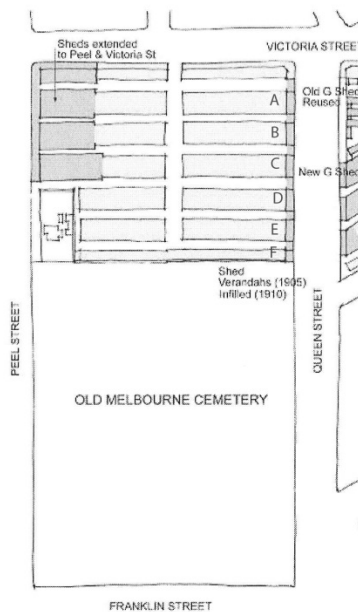 Sheds extended
to Peel & Victoria St
VICTORIA STREET
A
Old G Shed
Reused
B
C
New G Shed
D
E
F
Shed
Verandahs (1905)
Infilled (1910)
PEEL STREET
QUEEN STREET
OLD MELBOURNE CEMETERY
FRANKLIN STREET